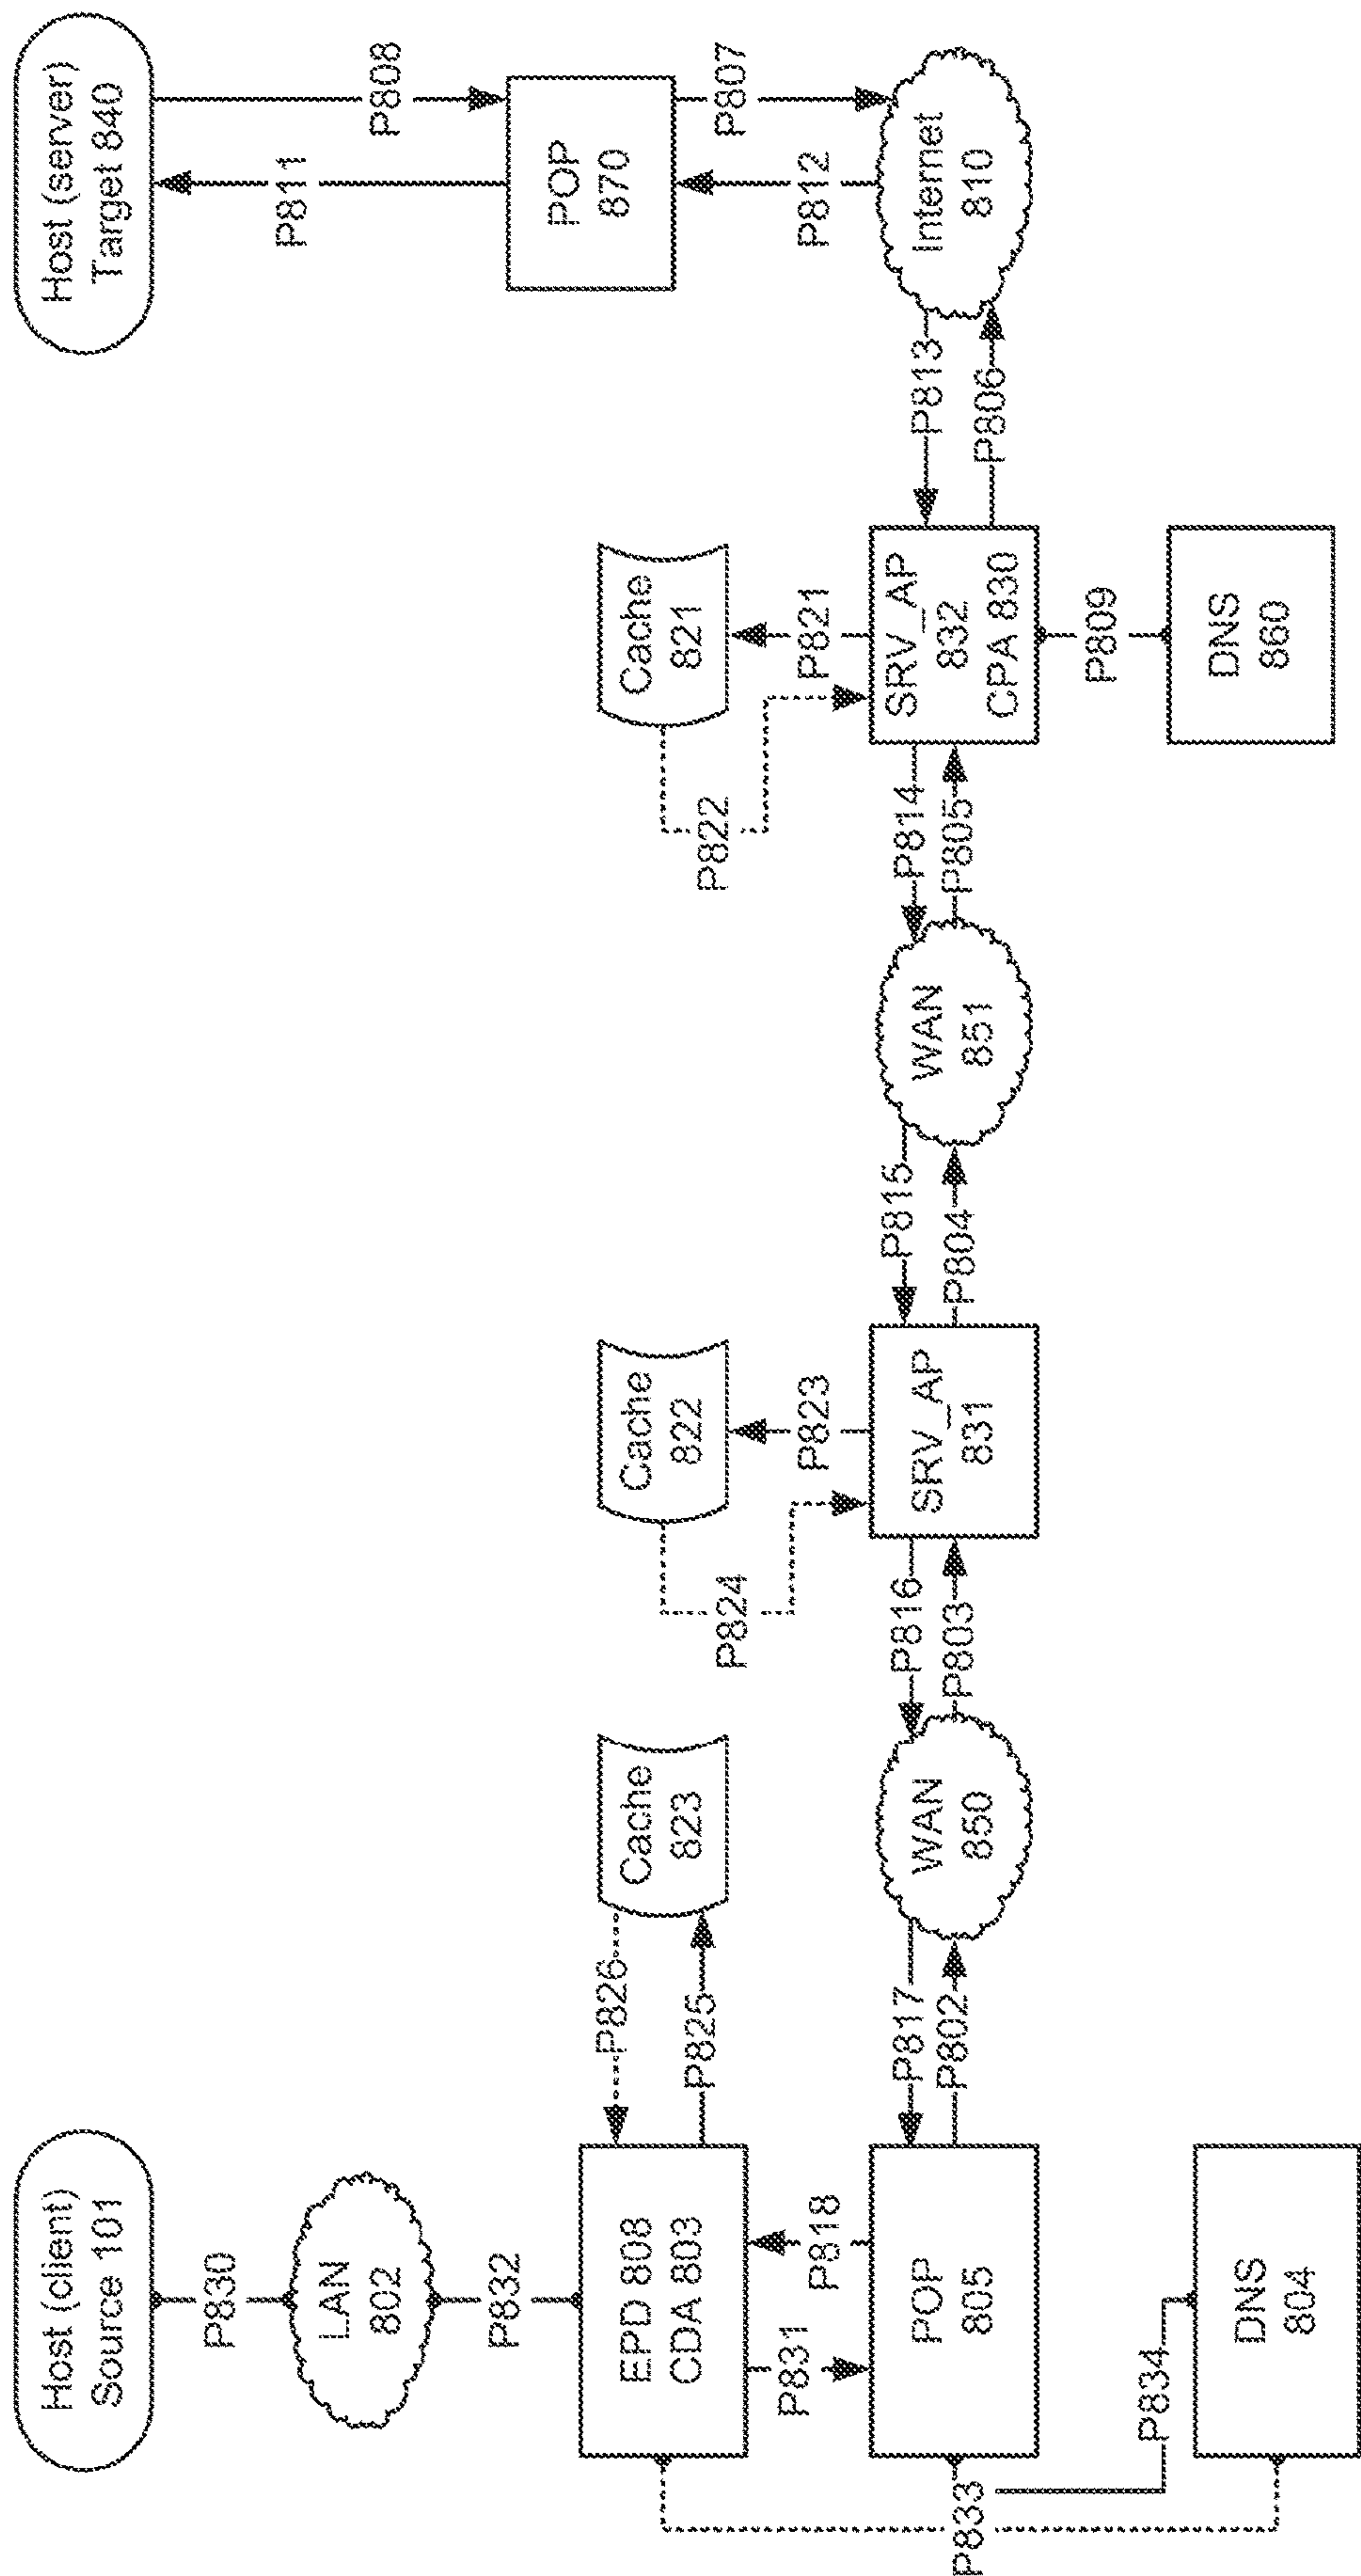 Host (client)
Source 101
P830
LAN
802
P832
EPD 808
CDA 803
P826
P825
Cache
823
P831
P818
POP
805
P817
P802
WAN
850
P833
P834
DNS
804
P816
P803
SRV_AP
831
P824
P823
Cache
822
P815
P804
WAN
851
P814
P805
SRV_AP
832
CPA 830
P822
P821
Cache
821
P809
DNS
860
P813
P806
Internet
810
P812
P807
POP
870
P811
P808
Host (server)
Target 840